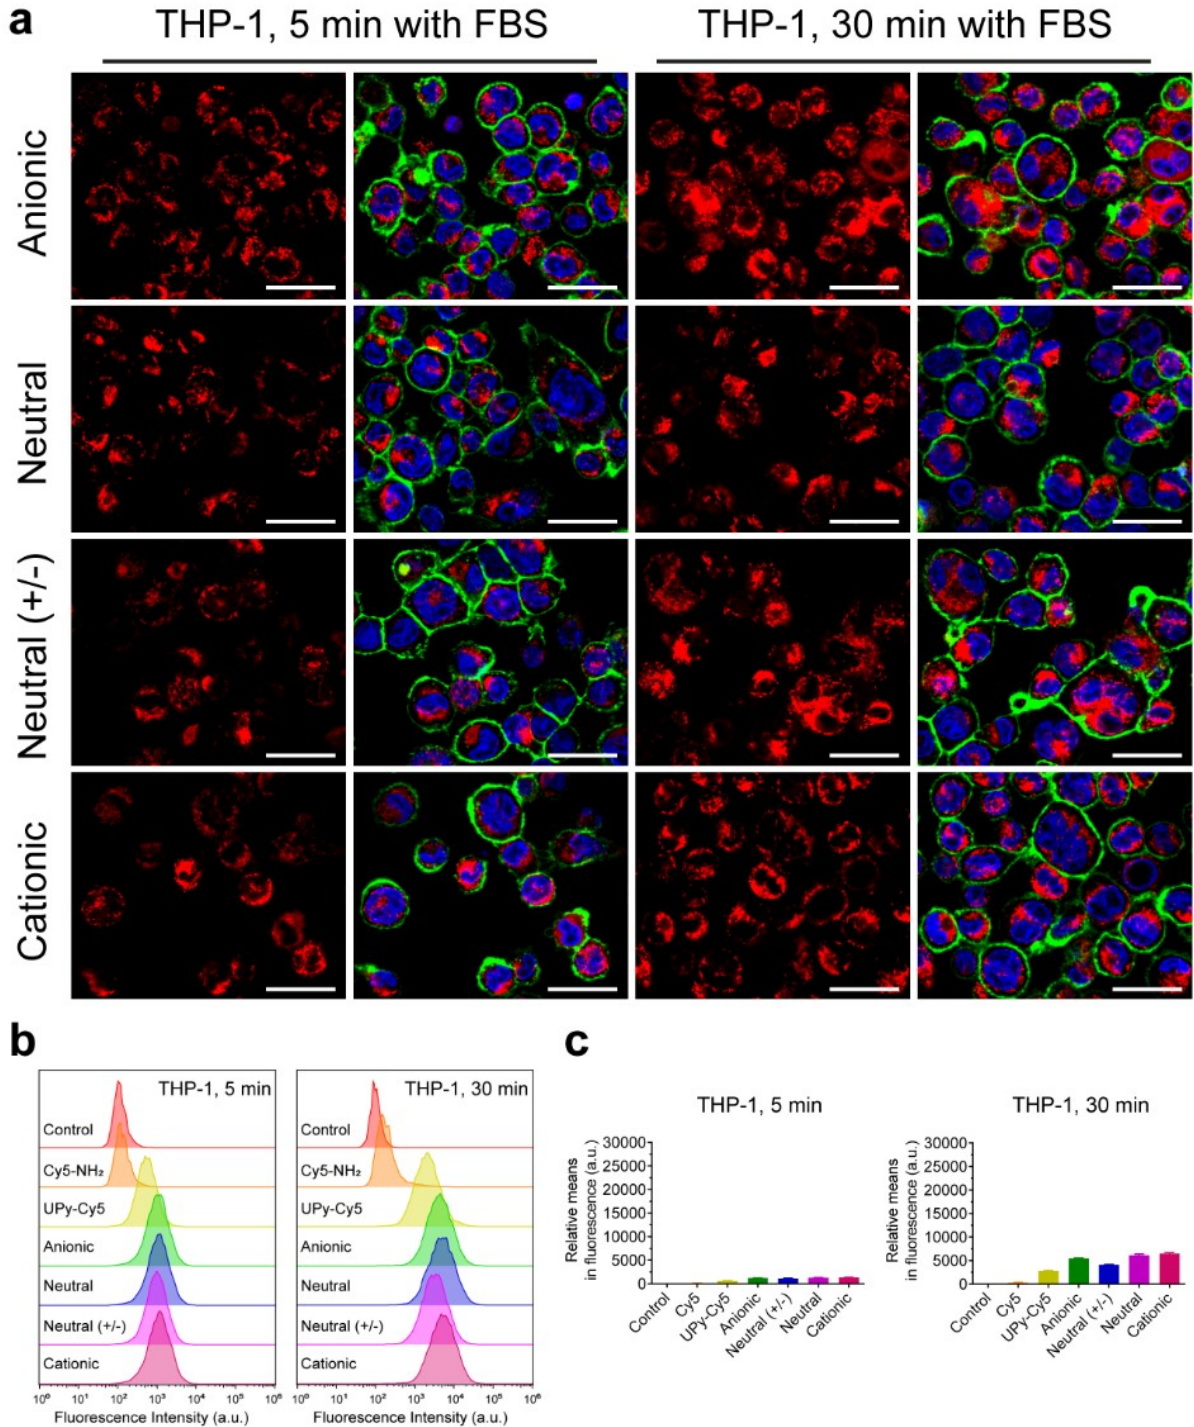 a
THP-1, 5 min with FBS
THP-1, 30 min with FBS
Anionic
Neutral
Neutral (+/-)
Cationic
b
THP-1, 5 min
Control
Cy5-NH₂
UPy-Cy5
Anionic
Neutral
Neutral (+/-)
Cationic
10⁰ 10¹ 10² 10³ 10⁴ 10⁵ 10⁶
Fluorescence Intensity (a.u.)
THP-1, 30 min
Control
Cy5-NH₂
UPy-Cy5
Anionic
Neutral
Neutral (+/-)
Cationic
10⁰ 10¹ 10² 10³ 10⁴ 10⁵ 10⁶
Fluorescence Intensity (a.u.)
c
THP-1, 5 min
Relative means
in fluorescence (a.u.)
30000
25000
20000
15000
10000
5000
0
Control
Cy5
UPy-Cy5
Anionic
Neutral (+/-)
Neutral
Cationic
THP-1, 30 min
Relative means
in fluorescence (a.u.)
30000
25000
20000
15000
10000
5000
0
Control
Cy5
UPy-Cy5
Anionic
Neutral (+/-)
Neutral
Cationic